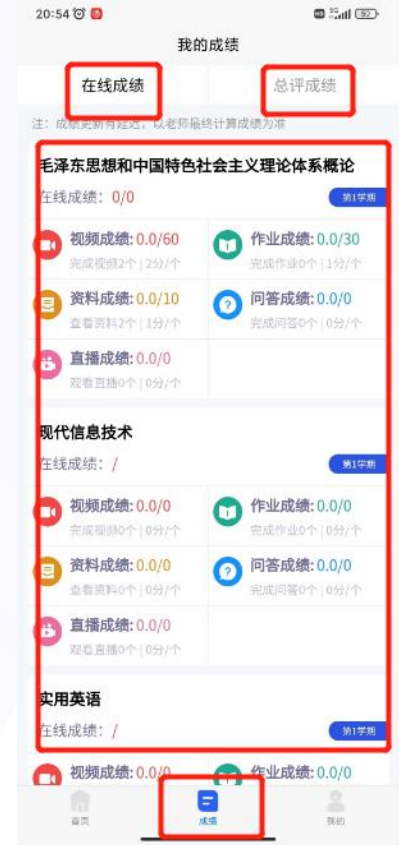 20:54
我的成绩
在线成绩 总评成绩
注：成绩更新有延迟，以老师最终计算成绩为准
毛泽东思想和中国特色社会主义理论体系概论
在线成绩：0/0 第1学期
视频成绩:0.0/60 作业成绩:0.0/30
完成视频2个 | 2分/个 完成作业0个 | 1分/个
资料成绩:0.0/10 问答成绩:0.0/0
查看资料2个 | 1分/个 完成问答0个 | 0分/个
直播成绩:0.0/0
观看直播0个 | 0分/个
现代信息技术
在线成绩：/ 第1学期
视频成绩:0.0/0 作业成绩:0.0/0
完成视频0个 | 0分/个 完成作业0个 | 0分/个
资料成绩:0.0/0 问答成绩:0.0/0
查看资料0个 | 0分/个 完成问答0个 | 0分/个
直播成绩:0.0/0
观看直播0个 | 0分/个
实用英语
在线成绩：/ 第1学期
视频成绩:0.0/0 作业成绩:0.0/0
首页 成绩 我的